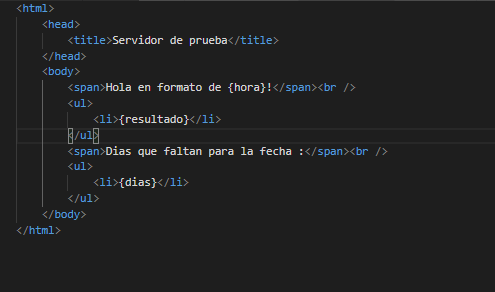 <html>
    <head>
        <title>Servidor de prueba</title>
    </head>
    <body>
        <span>Hola en formato de {hora}!</span><br />
        <ul>
            <li>{resultado}</li>
        </ul>
        <span>Dias que faltan para la fecha :</span><br />
        <ul>
            <li>{dias}</li>
        </ul>
    </body>
</html>